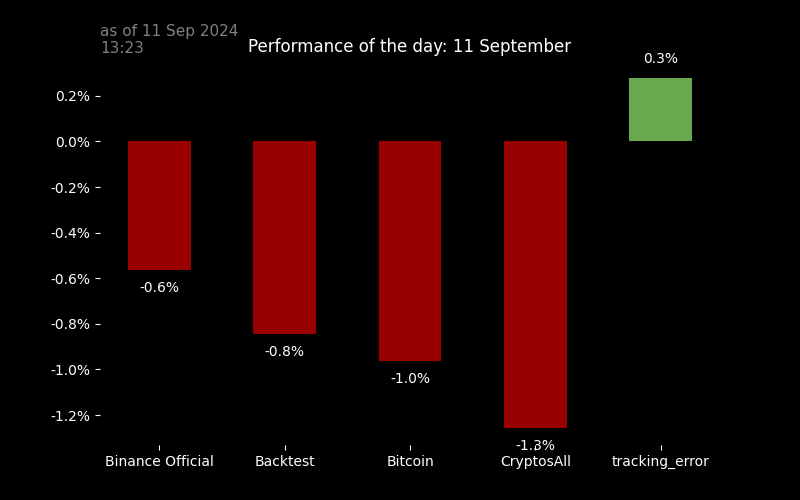 as of 11 Sep 2024
13:23
Performance of the day: 11 September
0.3%
0.2%
0.0%
-0.2%
-0.4%
-0.6%
-0.8%
-1.0%
-1.2%
-0.6%
-0.8%
-1.0%
-1.3%
Binance Official
Backtest
Bitcoin
CryptosAll
tracking_error